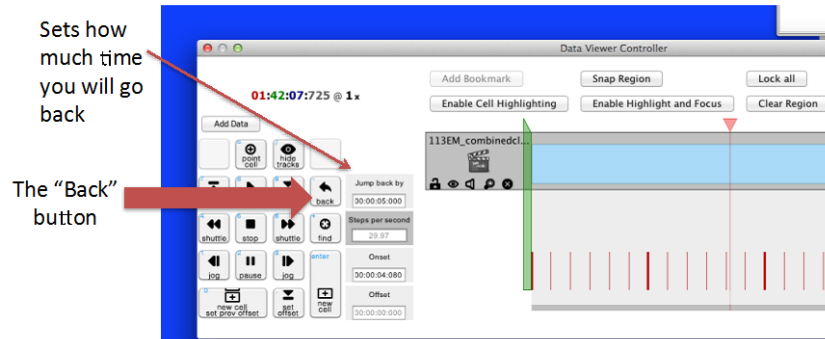 Sets how
much time
you will go
back
The “Back”
button
Data Viewer Controller
01:42:07:725 @ 1x
Add Data
Add Bookmark
Snap Region
Lock all
Enable Cell Highlighting
Enable Highlight and Focus
Clear Region
point
cell
hide
tracks
back
Jump back by
30:00:05:000
shuttle
stop
shuttle
find
Steps per second
29.97
jog
pause
jog
enter
Onset
30:00:04:080
new cell
set prev offset
set
offset
new
cell
Offset
30:00:00:000
113EM_combinedcl...